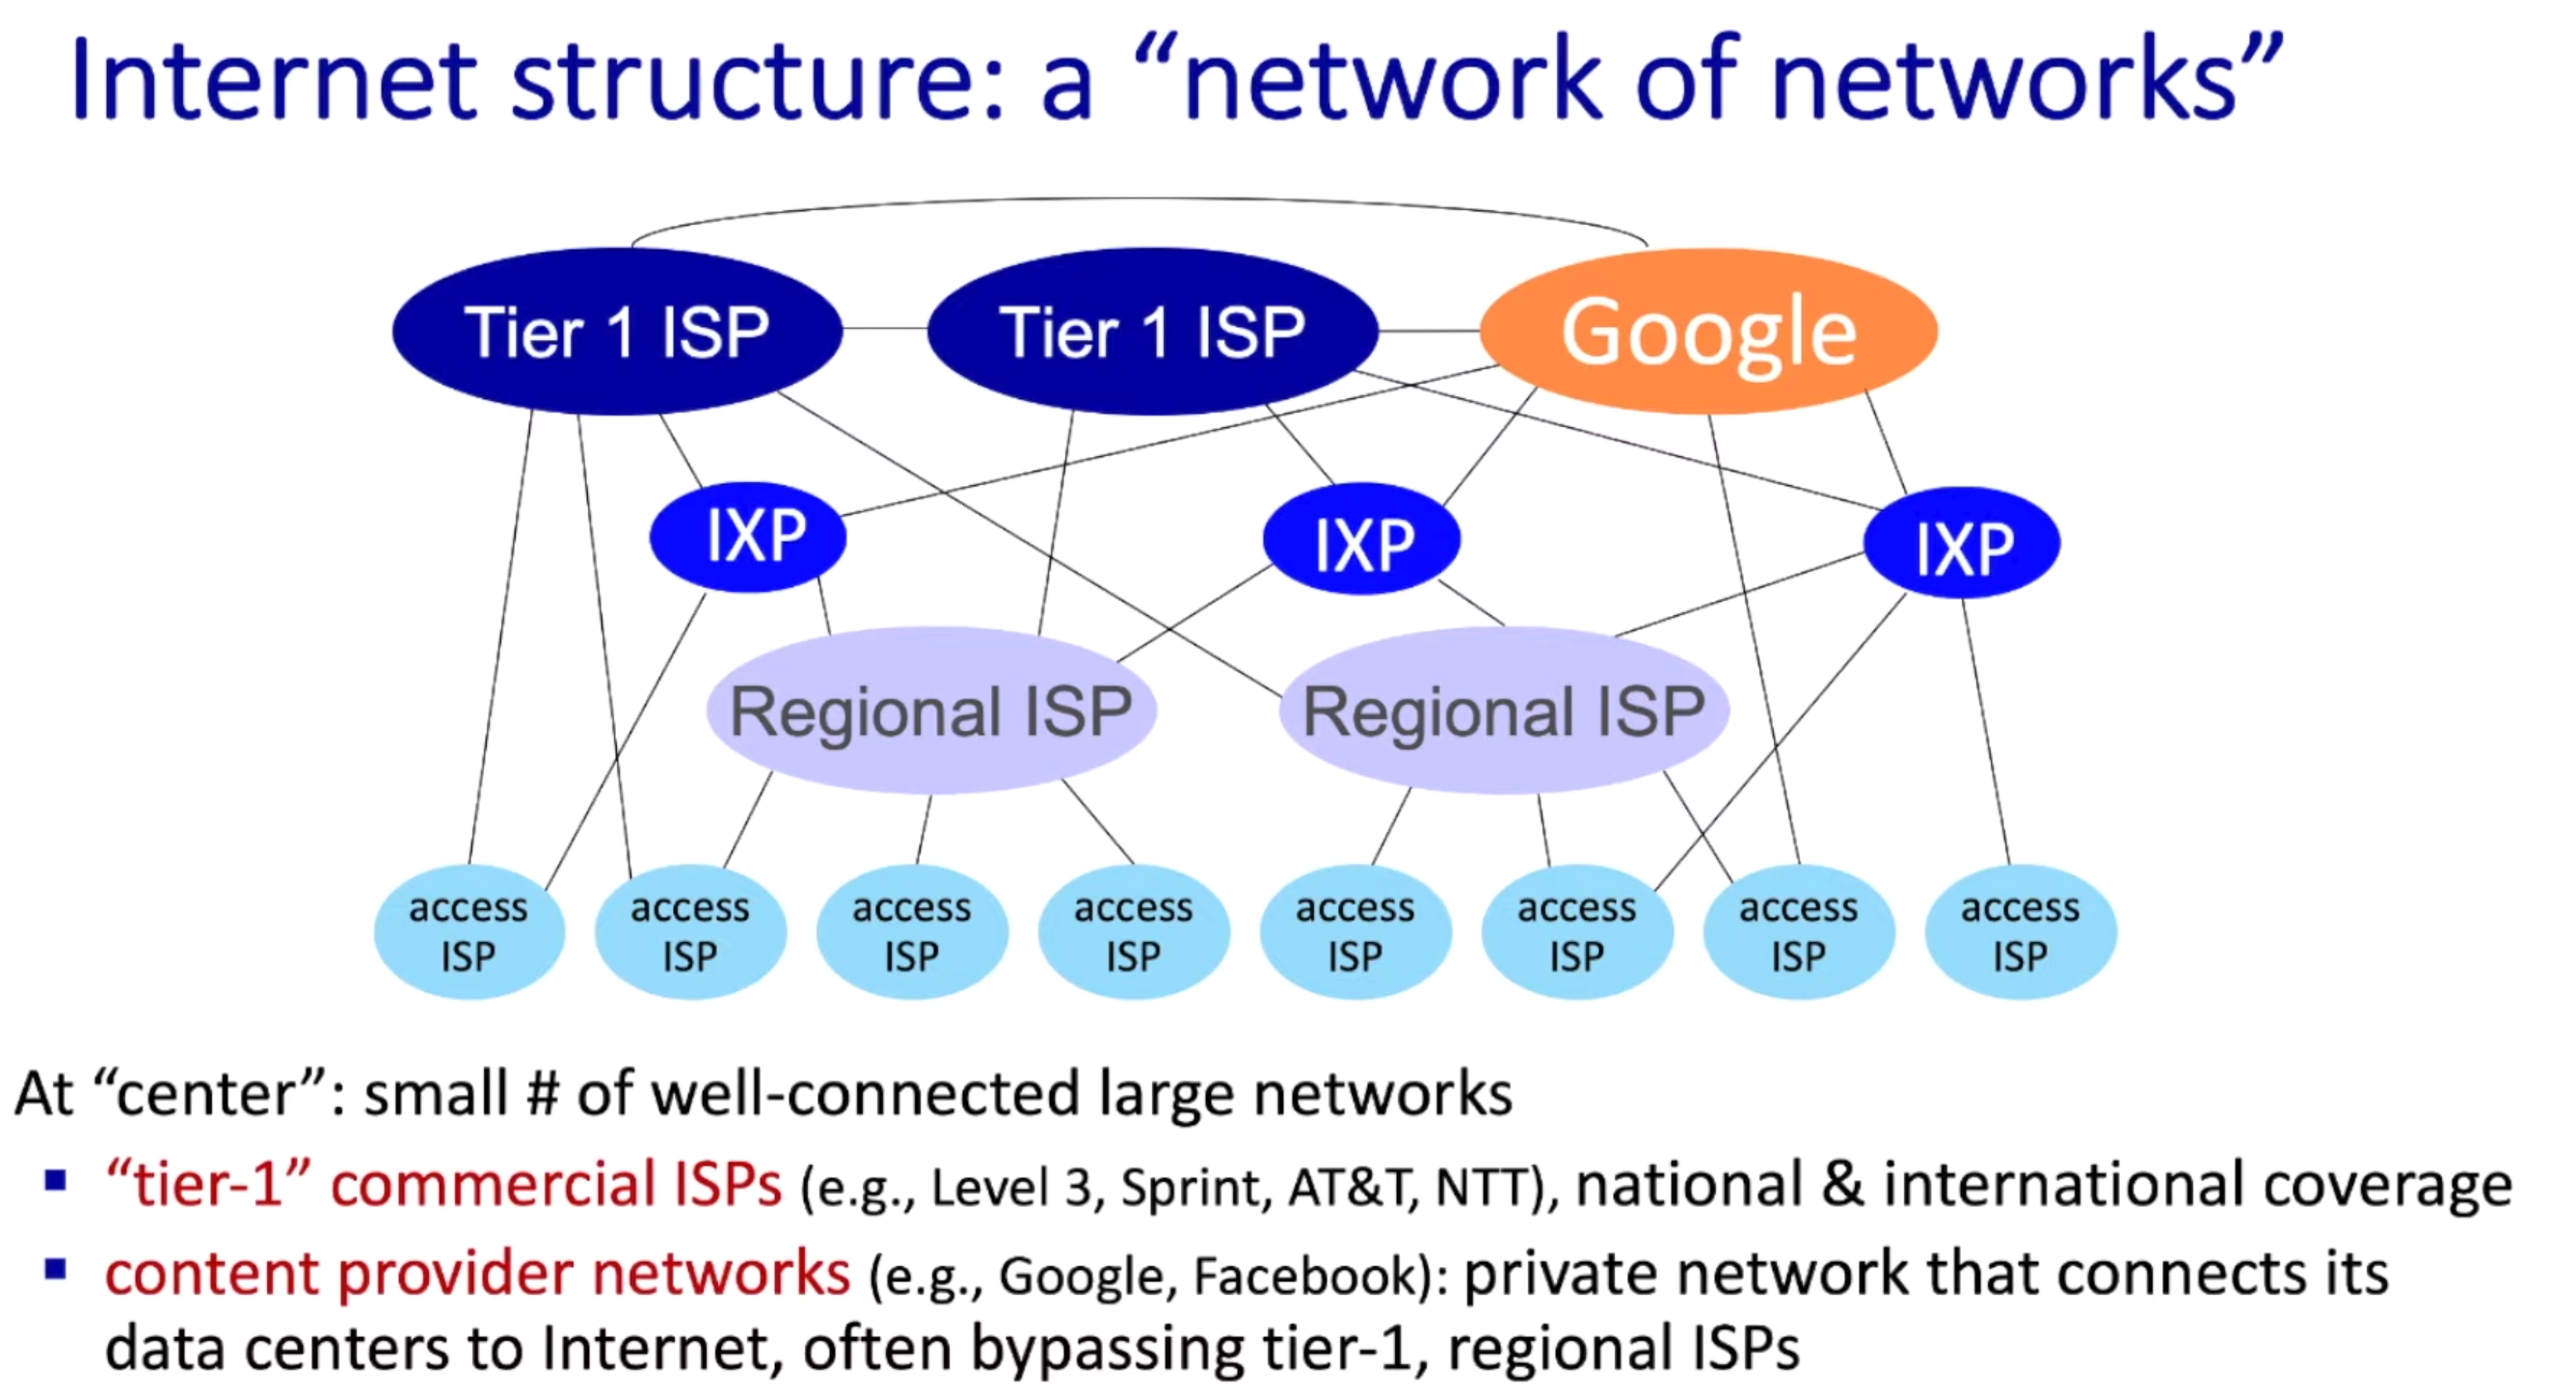 Internet structure: a “network of networks”
Tier 1 ISP
Tier 1 ISP
Google
IXP
IXP
IXP
Regional ISP
Regional ISP
access
ISP
access
ISP
access
ISP
access
ISP
access
ISP
access
ISP
access
ISP
access
ISP
At “center”: small # of well-connected large networks
▪ “tier-1” commercial ISPs (e.g., Level 3, Sprint, AT&T, NTT), national & international coverage
▪ content provider networks (e.g., Google, Facebook): private network that connects its
data centers to Internet, often bypassing tier-1, regional ISPs